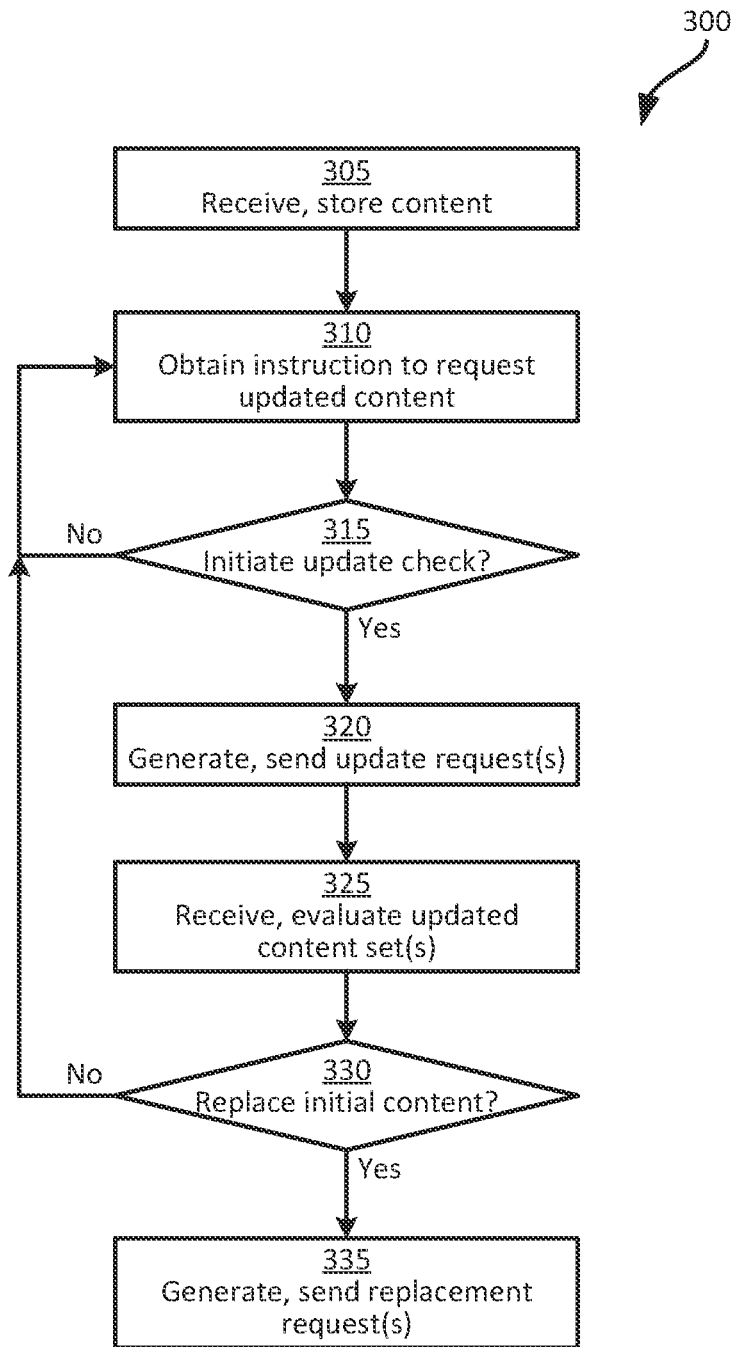 300
305
Receive, store content
310
Obtain instruction to request
updated content
No
315
Initiate update check?
Yes
320
Generate, send update request(s)
325
Receive, evaluate updated
content set(s)
No
330
Replace initial content?
Yes
335
Generate, send replacement
request(s)